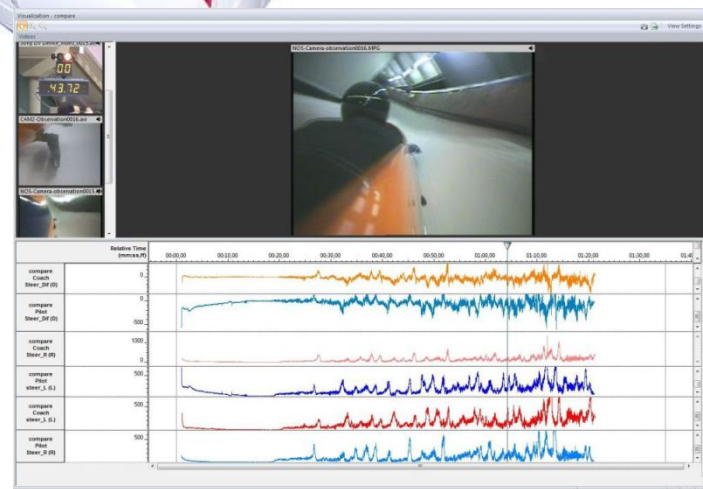 Visualization - compare
View Settings
Videos
00
43.72
CAM2-Observation0016.avi
NOS-Camera-observation0015.
NOS-Camera-observation0016.MPG
Relative Time
(mm:ss,ff)
00:00,00 00:10,00 00:20,00 00:30,00 00:40,00 00:50,00 01:00,00 01:10,00 01:20,00 01:30,00 01:4
compare
Coach
Steer_Dif (D)
0
compare
Pilot
Steer_Dif (D)
0
-500
compare
Coach
Steer_R (R)
1000
0
compare
Pilot
steer_L (L)
500
compare
Coach
steer_L (L)
500
compare
Pilot
Steer_R (R)
500